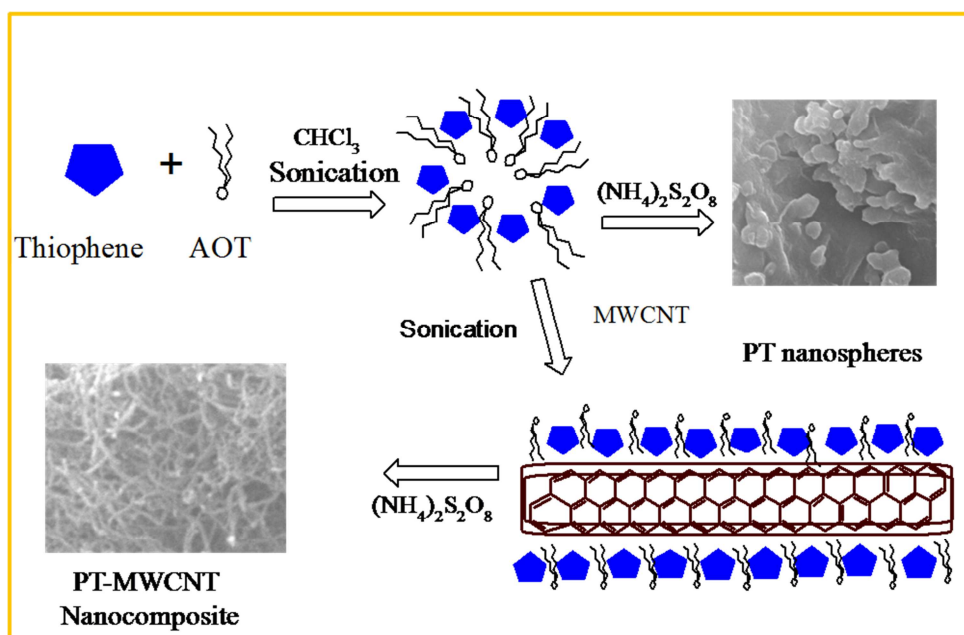 CHCl₃
Sonication
+
Thiophene
AOT
(NH₄)₂S₂O₈
Sonication
MWCNT
PT nanospheres
(NH₄)₂S₂O₈
PT-MWCNT
Nanocomposite